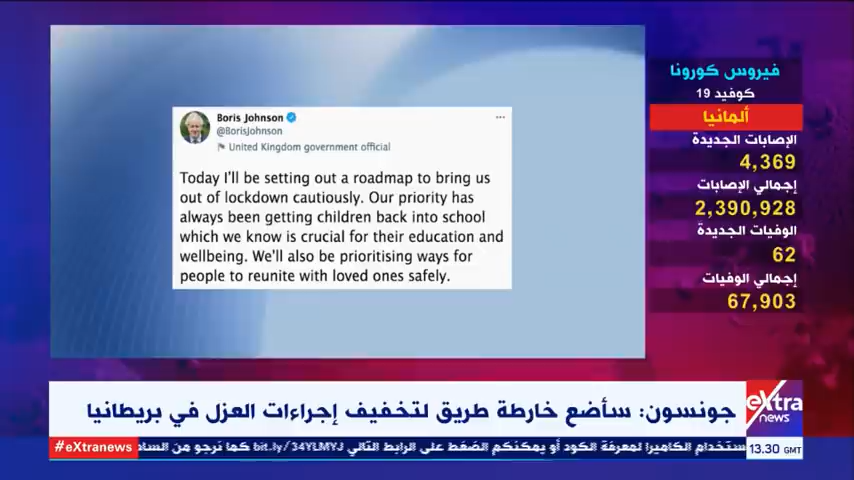 Boris Johnson
@BorisJohnson
United Kingdom government official
Today I'll be setting out a roadmap to bring us
out of lockdown cautiously. Our priority has
always been getting children back into school
which we know is crucial for their education and
wellbeing. We'll also be prioritising ways for
people to reunite with loved ones safely.
فيروس كورونا
كوفيد 19
ألمانيا
الإصابات الجديدة
4,369
إجمالي الإصابات
2,390,928
الوفيات الجديدة
62
إجمالي الوفيات
67,903
جونسون: سأضع خارطة طريق لتخفيف إجراءات العزل في بريطانيا
eXtra
news
#eXtranews
ستخدام الكاميرا لمعرفة الكود أو يمكنكم الضغط على الرابط التالي bit.ly/34YLMYJ كما نرجو من
13.30 GMT